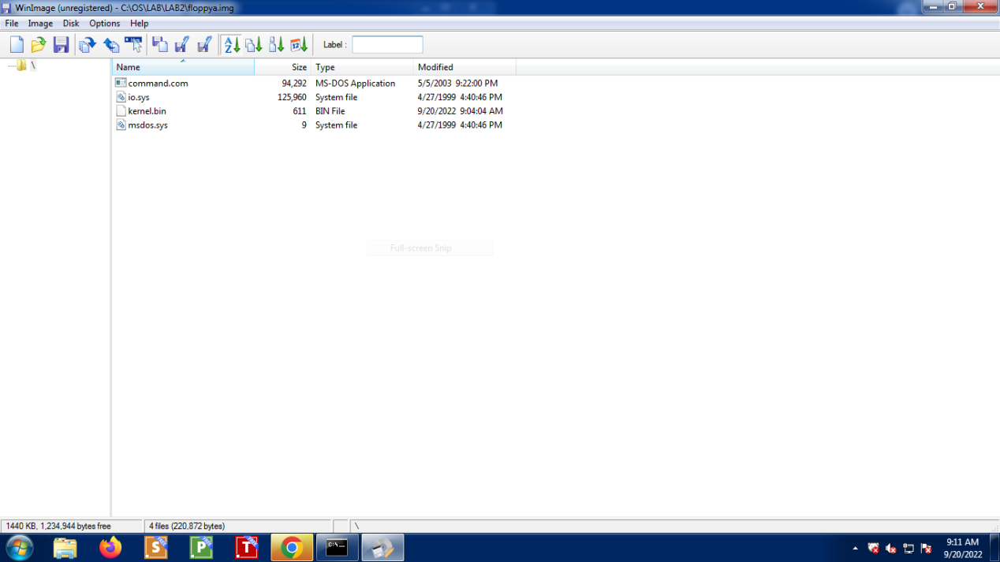 WinImage (unregistered) - C:\OS\LAB\LAB2\floppya.img
File Image Disk Options Help
Label :
\
Name Size Type Modified
command.com 94,292 MS-DOS Application 5/5/2003 9:22:00 PM
io.sys 125,960 System file 4/27/1999 4:40:46 PM
kernel.bin 611 BIN File 9/20/2022 9:04:04 AM
msdos.sys 9 System file 4/27/1999 4:40:46 PM
Full-screen Snip
1440 KB, 1,234,944 bytes free 4 files (220,872 bytes) \
S P T C:\ 9:11 AM
9/20/2022